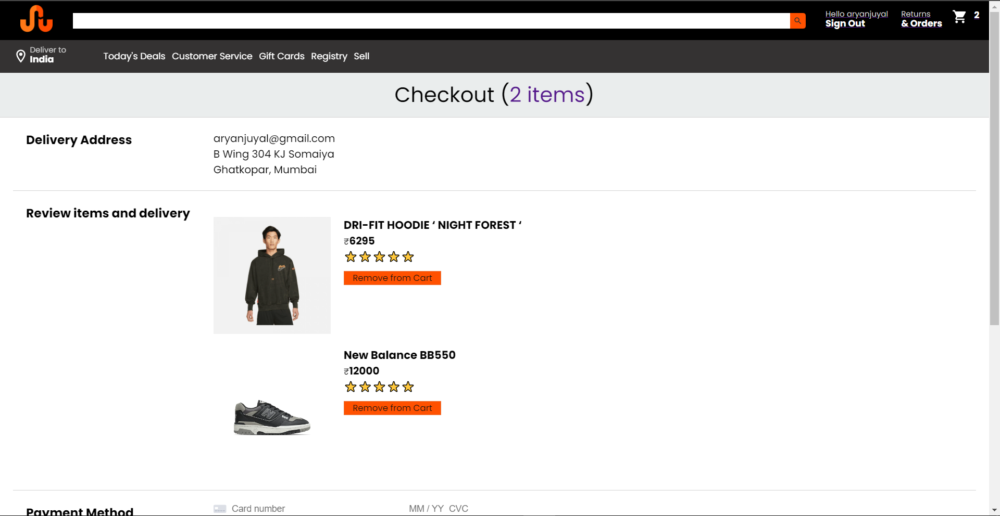 Hello aryanjuyal
Sign Out
Returns
& Orders
2
Deliver to
India
Today's Deals Customer Service Gift Cards Registry Sell
Checkout (2 items)
Delivery Address
aryanjuyal@gmail.com
B Wing 304 KJ Somaiya
Ghatkopar, Mumbai
Review items and delivery
DRI-FIT HOODIE ‘ NIGHT FOREST ‘
₹6295
Remove from Cart
New Balance BB550
₹12000
Remove from Cart
Payment Method
Card number
MM / YY CVC